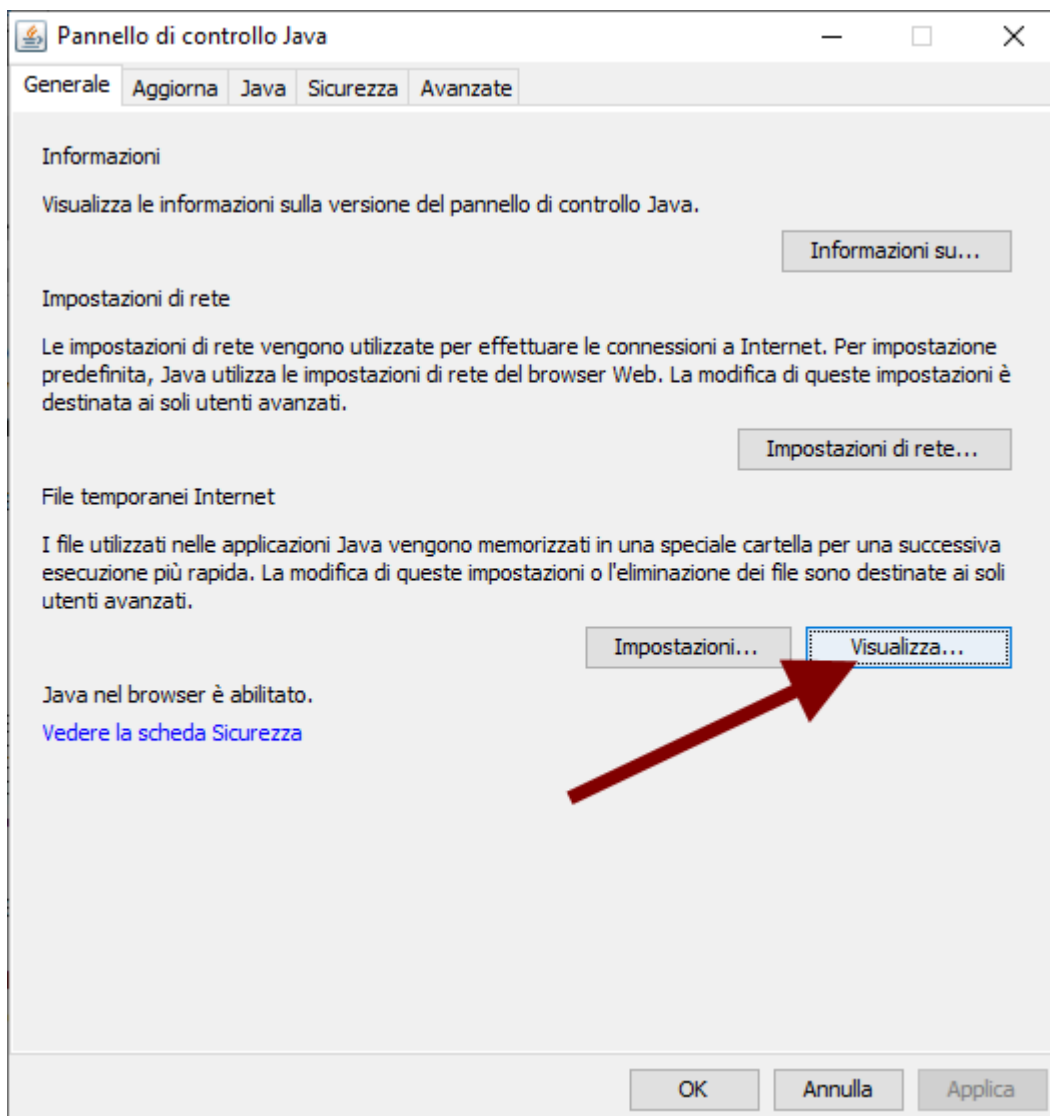 Pannello di controllo Java
Generale Aggiorna Java Sicurezza Avanzate
Informazioni
Visualizza le informazioni sulla versione del pannello di controllo Java.
Informazioni su...
Impostazioni di rete
Le impostazioni di rete vengono utilizzate per effettuare le connessioni a Internet. Per impostazione
predefinita, Java utilizza le impostazioni di rete del browser Web. La modifica di queste impostazioni è
destinata ai soli utenti avanzati.
Impostazioni di rete...
File temporanei Internet
I file utilizzati nelle applicazioni Java vengono memorizzati in una speciale cartella per una successiva
esecuzione più rapida. La modifica di queste impostazioni o l'eliminazione dei file sono destinate ai soli
utenti avanzati.
Impostazioni... Visualizza...
Java nel browser è abilitato.
Vedere la scheda Sicurezza
OK Annulla Applica